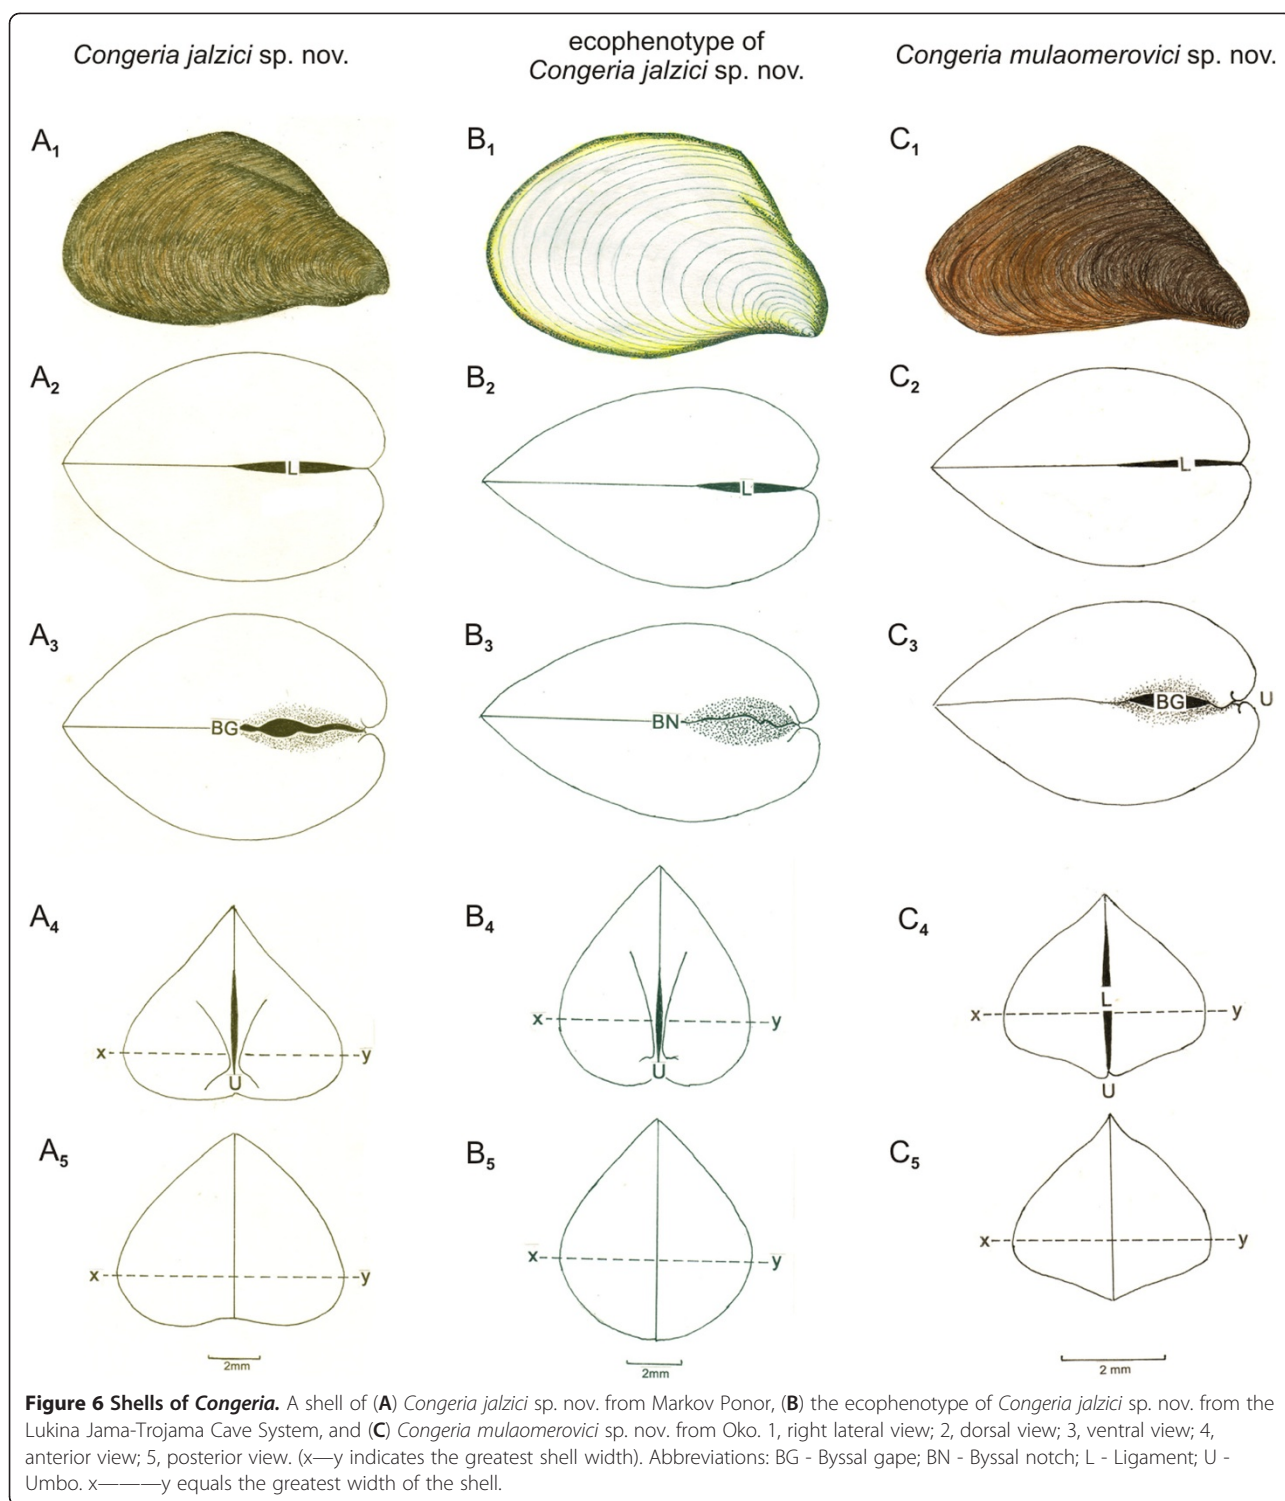 Congeria jalzici sp. nov.
ecophenotype of
Congeria jalzici sp. nov.
Congeria mulaomerovici sp. nov.
A1
B1
C1
A2
L
B2
L
C2
L
A3
BG
B3
BN
C3
BG
U
A4
x
y
U
B4
x
y
U
C4
L
x
y
U
A5
x
y
2mm
B5
x
y
2mm
C5
x
y
2 mm
Figure 6 Shells of Congeria. A shell of (A) Congeria jalzici sp. nov. from Markov Ponor, (B) the ecophenotype of Congeria jalzici sp. nov. from the
Lukina Jama-Trojama Cave System, and (C) Congeria mulaomerovici sp. nov. from Oko. 1, right lateral view; 2, dorsal view; 3, ventral view; 4,
anterior view; 5, posterior view. (x—y indicates the greatest shell width). Abbreviations: BG - Byssal gape; BN - Byssal notch; L - Ligament; U -
Umbo. x———y equals the greatest width of the shell.